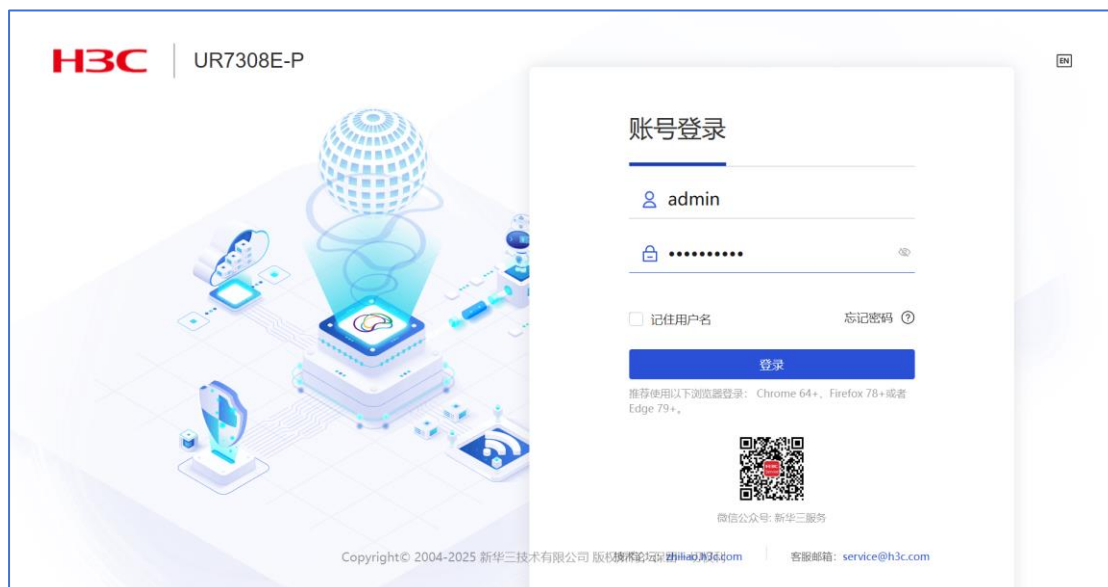 H3C UR7308E-P
EN
账号登录
admin
••••••••••
记住用户名
忘记密码
登录
推荐使用以下浏览器登录： Chrome 64+、Firefox 78+或者
Edge 79+。
微信公众号: 新华三服务
Copyright© 2004-2025 新华三技术有限公司 版权
zhiliao.h3c.com
客服邮箱： service@h3c.com